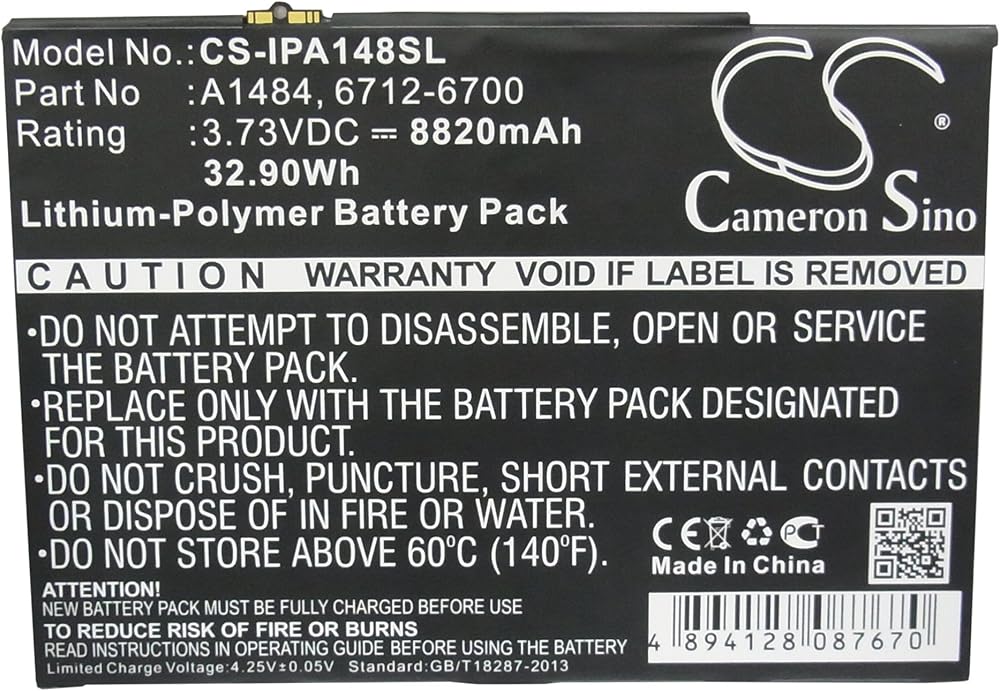 Model No.:CS-IPA148SL
Part No :A1484, 6712-6700
Rating :3.73VDC ⎓ 8820mAh
32.90Wh
Lithium-Polymer Battery Pack
CS
®
Cameron Sino
CAUTION WARRANTY VOID IF LABEL IS REMOVED
•DO NOT ATTEMPT TO DISASSEMBLE, OPEN OR SERVICE
THE BATTERY PACK.
•REPLACE ONLY WITH THE BATTERY PACK DESIGNATED
FOR THIS PRODUCT.
•DO NOT CRUSH, PUNCTURE, SHORT EXTERNAL CONTACTS
OR DISPOSE OF IN FIRE OR WATER.
•DO NOT STORE ABOVE 60ºC (140ºF).
CE PCT
Made In China
ATTENTION!
NEW BATTERY PACK MUST BE FULLY CHARGED BEFORE USE
TO REDUCE RISK OF FIRE OR BURNS
READ INSTRUCTIONS IN OPERATING GUIDE BEFORE USING THE BATTERY
Limited Charge Voltage:4.25V±0.05V Standard:GB/T18287-2013
4 894128 087670